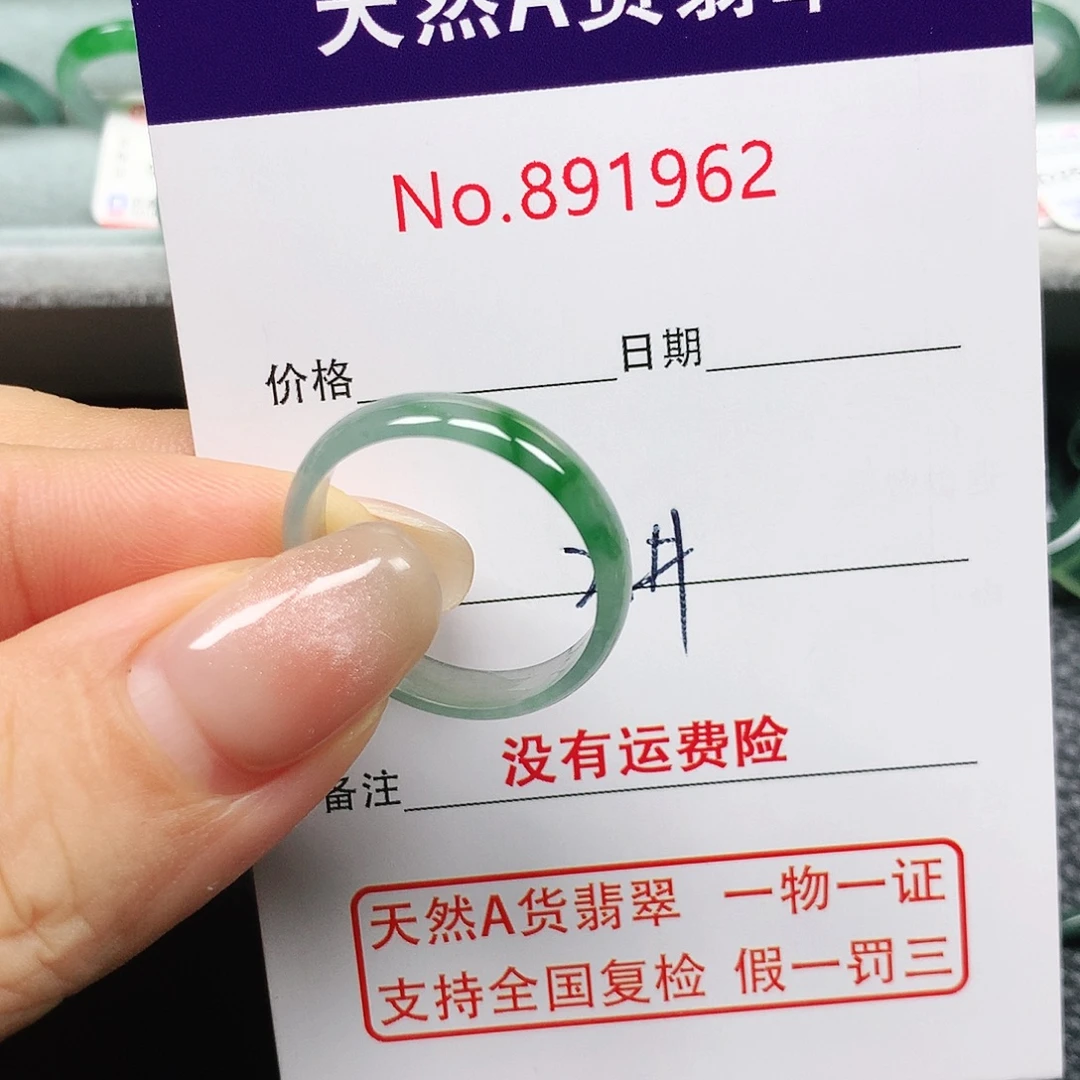 天然A货翡翠
No.891962
价格 日期
没有运费险
备注
天然A货翡翠 一物一证
支持全国复检 假一罚三